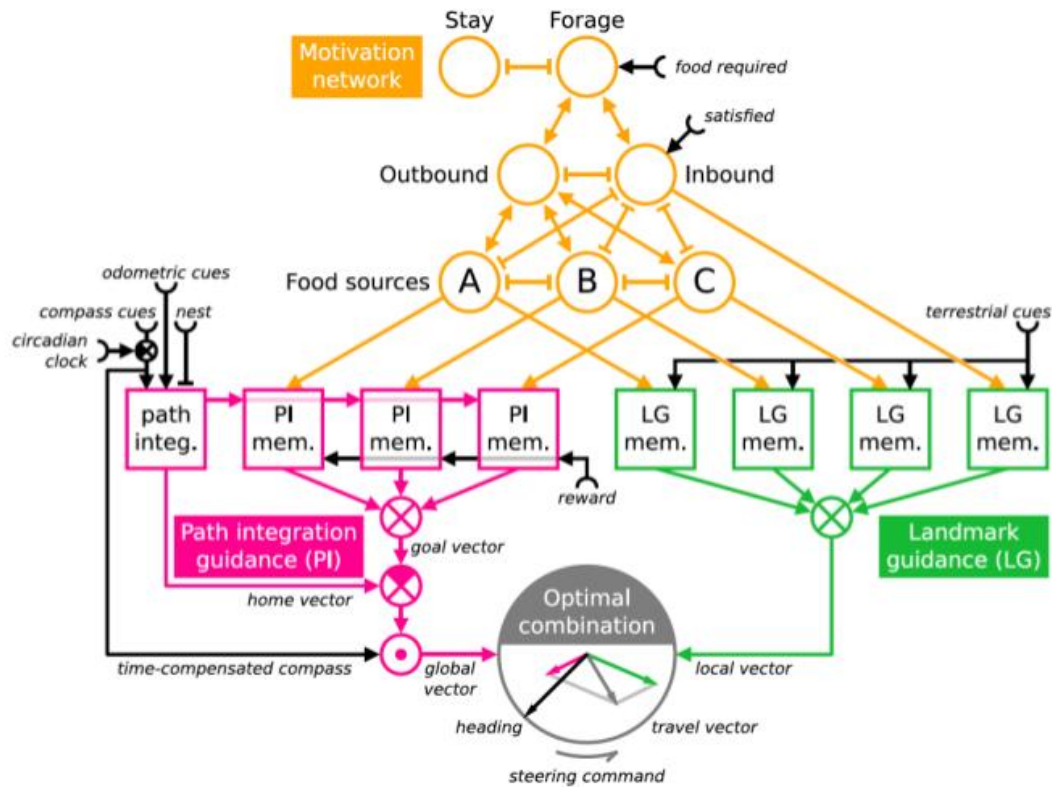 Stay
Forage
Motivation
network
food required
satisfied
Outbound
Inbound
Food sources
A
B
C
odometric cues
compass cues
nest
circadian
clock
terrestrial cues
path
integ.
PI
mem.
PI
mem.
PI
mem.
LG
mem.
LG
mem.
LG
mem.
LG
mem.
reward
Path integration
guidance (PI)
goal vector
Landmark
guidance (LG)
home vector
Optimal
combination
time-compensated compass
global
vector
local vector
heading
travel vector
steering command